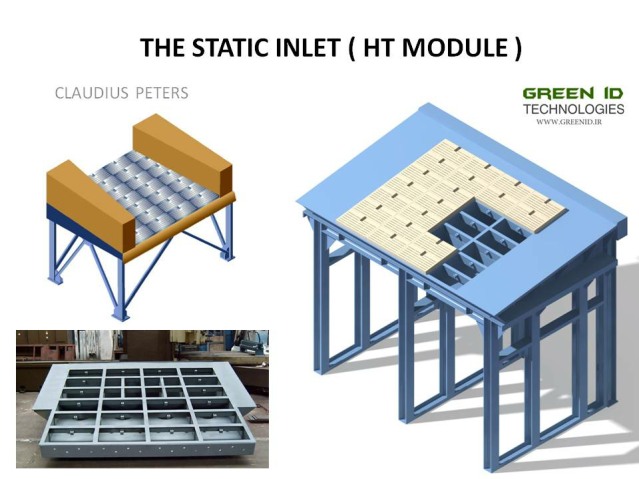 THE STATIC INLET ( HT MODULE )
CLAUDIUS PETERS
GREEN ID
TECHNOLOGIES
WWW.GREENID.IR